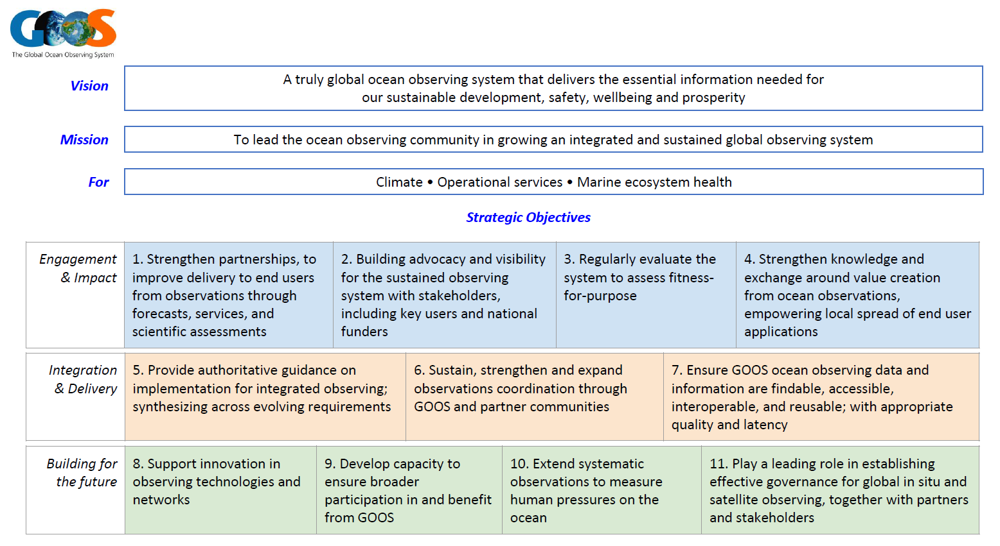 GOOS
The Global Ocean Observing System
Vision
A truly global ocean observing system that delivers the essential information needed for
our sustainable development, safety, wellbeing and prosperity
Mission
To lead the ocean observing community in growing an integrated and sustained global observing system
For
Climate • Operational services • Marine ecosystem health
Strategic Objectives
Engagement
& Impact
1. Strengthen partnerships, to
improve delivery to end users
from observations through
forecasts, services, and
scientific assessments
2. Building advocacy and visibility
for the sustained observing
system with stakeholders,
including key users and national
funders
3. Regularly evaluate the
system to assess fitness-
for-purpose
4. Strengthen knowledge and
exchange around value creation
from ocean observations,
empowering local spread of end user
applications
Integration
& Delivery
5. Provide authoritative guidance on
implementation for integrated observing;
synthesizing across evolving requirements
6. Sustain, strengthen and expand
observations coordination through
GOOS and partner communities
7. Ensure GOOS ocean observing data and
information are findable, accessible,
interoperable, and reusable; with appropriate
quality and latency
Building for
the future
8. Support innovation in
observing technologies and
networks
9. Develop capacity to
ensure broader
participation in and benefit
from GOOS
10. Extend systematic
observations to measure
human pressures on the
ocean
11. Play a leading role in establishing
effective governance for global in situ and
satellite observing, together with partners
and stakeholders